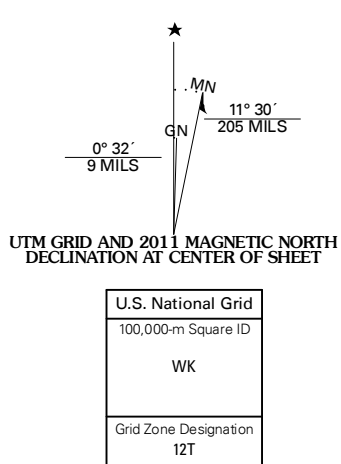 ★
MN
11° 30´
205 MILS
GN
0° 32´
9 MILS
UTM GRID AND 2011 MAGNETIC NORTH
DECLINATION AT CENTER OF SHEET
U.S. National Grid
100,000-m Square ID
WK
Grid Zone Designation
12T